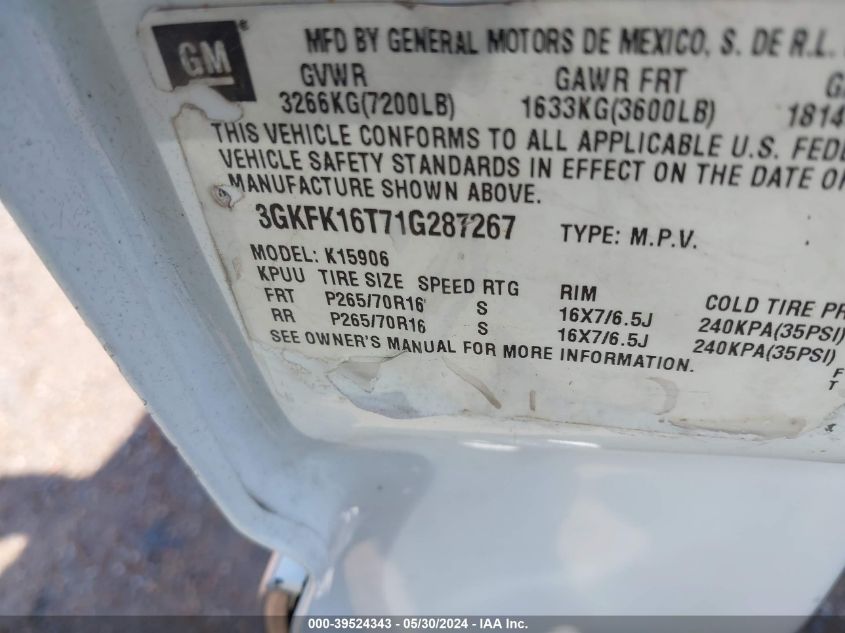 GM ®
MFD BY GENERAL MOTORS DE MEXICO, S. DE R.L.
GVWR GAWR FRT
3266KG(7200LB) 1633KG(3600LB) 1814
THIS VEHICLE CONFORMS TO ALL APPLICABLE U.S.
VEHICLE SAFETY STANDARDS IN EFFECT ON THE DATE
MANUFACTURE SHOWN ABOVE.
3GKFK16T71G287267 TYPE: M.P.V.
MODEL: K15906
KPUU TIRE SIZE SPEED RTG RIM COLD TIRE
FRT P265/70R16 S 16X7/6.5J 240KPA(35PSI)
RR P265/70R16 S 16X7/6.5J 240KPA(35PSI)
SEE OWNER'S MANUAL FOR MORE INFORMATION.
F
T
000-39524343 - 05/30/2024 - IAA Inc.